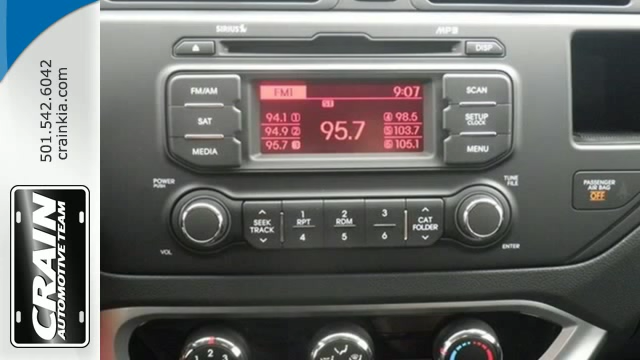 501.542.6042
crainkia.com
CRAIN
AUTOMOTIVE TEAM
SIRIUS
MP3
DISP
FM/AM
SAT
MEDIA
FM1 9:07
94.1 1 4 98.5
94.9 2 95.7 5 103.7
95.7 3 6 105.1
SCAN
SETUP
CLOCK
MENU
POWER
PUSH
VOL
SEEK
TRACK
1 2 3
RPT RDM
4 5 6
CAT
FOLDER
TUNE
FILE
ENTER
PASSENGER
AIR BAG
OFF
3